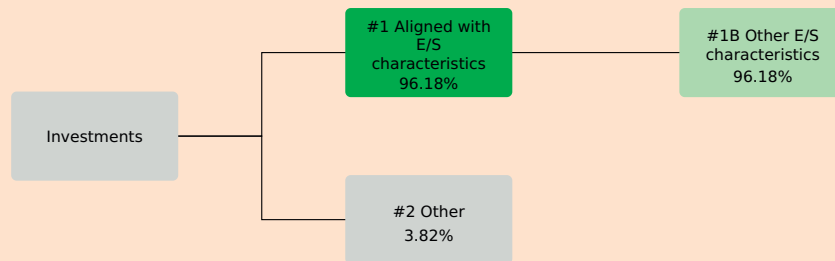 #1 Aligned with
E/S
characteristics
96.18%
#1B Other E/S
characteristics
96.18%
Investments
#2 Other
3.82%